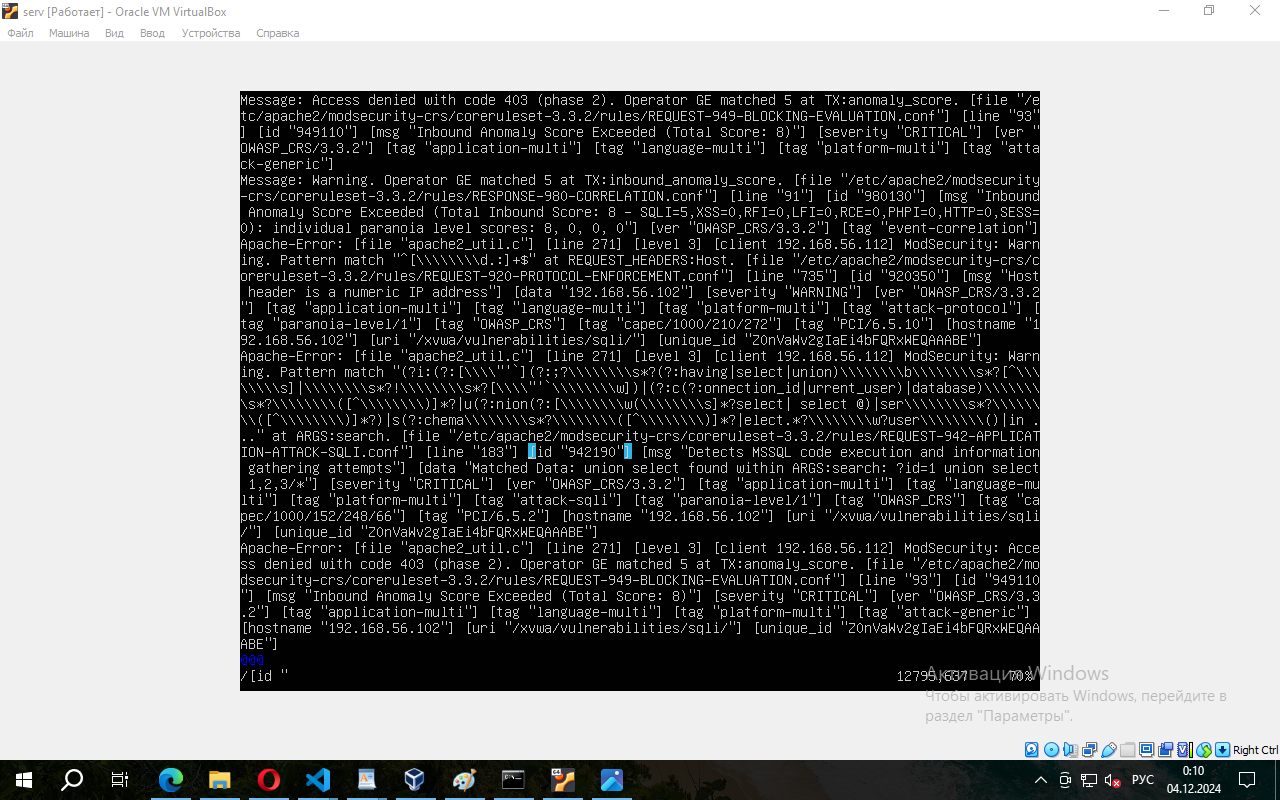 serv [Работает] - Oracle VM VirtualBox
Файл Машина Вид Ввод Устройства Справка
Message: Access denied with code 403 (phase 2). Operator GE matched 5 at TX:anomaly_score. [file "/e
tc/apache2/modsecurity-crs/coreruleset-3.3.2/rules/REQUEST-949-BLOCKING-EVALUATION.conf"] [line "93"
] [id "949110"] [msg "Inbound Anomaly Score Exceeded (Total Score: 8)"] [severity "CRITICAL"] [ver "
OWASP_CRS/3.3.2"] [tag "application-multi"] [tag "language-multi"] [tag "platform-multi"] [tag "atta
ck-generic"]
Message: Warning. Operator GE matched 5 at TX:inbound_anomaly_score. [file "/etc/apache2/modsecurity
-crs/coreruleset-3.3.2/rules/RESPONSE-980-CORRELATION.conf"] [line "91"] [id "980130"] [msg "Inbound
 Anomaly Score Exceeded (Total Inbound Score: 8 - SQLI=5,XSS=0,RFI=0,LFI=0,RCE=0,PHPI=0,HTTP=0,SESS=
0): individual paranoia level scores: 8, 0, 0, 0"] [ver "OWASP_CRS/3.3.2"] [tag "event-correlation"]
Apache-Error: [file "apache2_util.c"] [line 271] [level 3] [client 192.168.56.112] ModSecurity: Warn
ing. Pattern match "^[\\\\\\\\d.:]+$" at REQUEST_HEADERS:Host. [file "/etc/apache2/modsecurity-crs/c
oreruleset-3.3.2/rules/REQUEST-920-PROTOCOL-ENFORCEMENT.conf"] [line "735"] [id "920350"] [msg "Host
 header is a numeric IP address"] [data "192.168.56.102"] [severity "WARNING"] [ver "OWASP_CRS/3.3.2
"] [tag "application-multi"] [tag "language-multi"] [tag "platform-multi"] [tag "attack-protocol"] [
tag "paranoia-level/1"] [tag "OWASP_CRS"] [tag "capec/1000/210/272"] [tag "PCI/6.5.10"] [hostname "1
92.168.56.102"] [uri "/xvwa/vulnerabilities/sqli/"] [unique_id "Z0nVaWv2gIaEi4bFQRxWEQAAABE"]
Apache-Error: [file "apache2_util.c"] [line 271] [level 3] [client 192.168.56.112] ModSecurity: Warn
ing. Pattern match "(?i:(?:[\\\\"'`](?:;?\\\\\\\\s*?(?:having|select|union)\\\\\\\\b\\\\\\\\s*?[^\\\
\\\\\s]|\\\\\\\\s*?!\\\\\\\\s*?[\\\\"'`\\\\\\\\w])|(?:c(?:onnection_id|urrent_user)|database)\\\\\\\
\s*?\\\\\\\\([^\\\\\\\\)]*?|u(?:nion(?:[\\\\\\\\w(\\\\\\\\s]*?select| select @)|ser\\\\\\\\s*?\\\\\\
\\([^\\\\\\\\)]*?)|s(?:chema\\\\\\\\s*?\\\\\\\\([^\\\\\\\\)]*?|elect.*?\\\\\\\\w?user\\\\\\\\()|in .
.." at ARGS:search. [file "/etc/apache2/modsecurity-crs/coreruleset-3.3.2/rules/REQUEST-942-APPLICAT
ION-ATTACK-SQLI.conf"] [line "183"] [id "942190"] [msg "Detects MSSQL code execution and information
 gathering attempts"] [data "Matched Data: union select found within ARGS:search: ?id=1 union select
 1,2,3/*"] [severity "CRITICAL"] [ver "OWASP_CRS/3.3.2"] [tag "application-multi"] [tag "language-mu
lti"] [tag "platform-multi"] [tag "attack-sqli"] [tag "paranoia-level/1"] [tag "OWASP_CRS"] [tag "ca
pec/1000/152/248/66"] [tag "PCI/6.5.2"] [hostname "192.168.56.102"] [uri "/xvwa/vulnerabilities/sqli
/"] [unique_id "Z0nVaWv2gIaEi4bFQRxWEQAAABE"]
Apache-Error: [file "apache2_util.c"] [line 271] [level 3] [client 192.168.56.112] ModSecurity: Acce
ss denied with code 403 (phase 2). Operator GE matched 5 at TX:anomaly_score. [file "/etc/apache2/mo
dsecurity-crs/coreruleset-3.3.2/rules/REQUEST-949-BLOCKING-EVALUATION.conf"] [line "93"] [id "949110
"] [msg "Inbound Anomaly Score Exceeded (Total Score: 8)"] [severity "CRITICAL"] [ver "OWASP_CRS/3.3
.2"] [tag "application-multi"] [tag "language-multi"] [tag "platform-multi"] [tag "attack-generic"]
[hostname "192.168.56.102"] [uri "/xvwa/vulnerabilities/sqli/"] [unique_id "Z0nVaWv2gIaEi4bFQRxWEQAA
ABE"]
@@@
/[id " 12795,637 70%
Активация Windows
Чтобы активировать Windows, перейдите в
раздел "Параметры".
Right Ctrl
РУС
0:10
04.12.2024